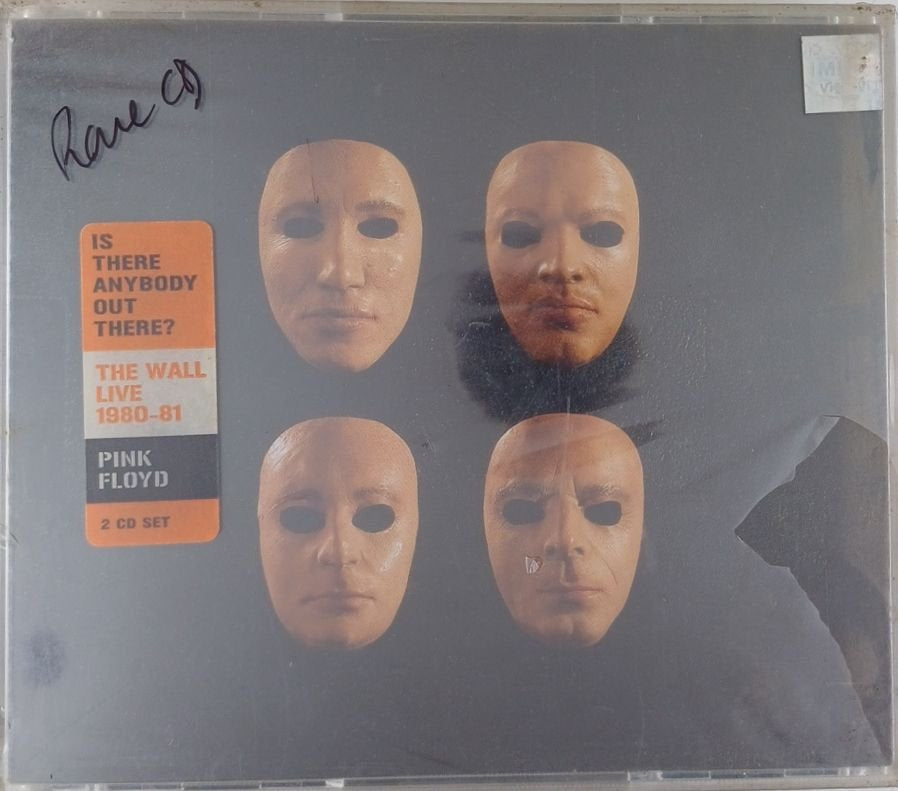 Rare CD
IS
THERE
ANYBODY
OUT
THERE?
THE WALL
LIVE
1980-81
PINK
FLOYD
2 CD SET